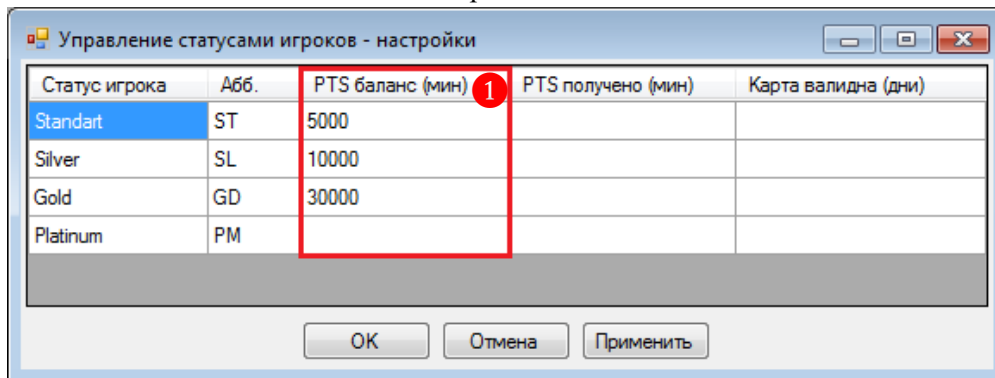 Управление статусами игроков - настройки
Статус игрока Абб. PTS баланс (мин) 1 PTS получено (мин) Карта валидна (дни)
Standart ST 5000
Silver SL 10000
Gold GD 30000
Platinum PM
OK Отмена Применить